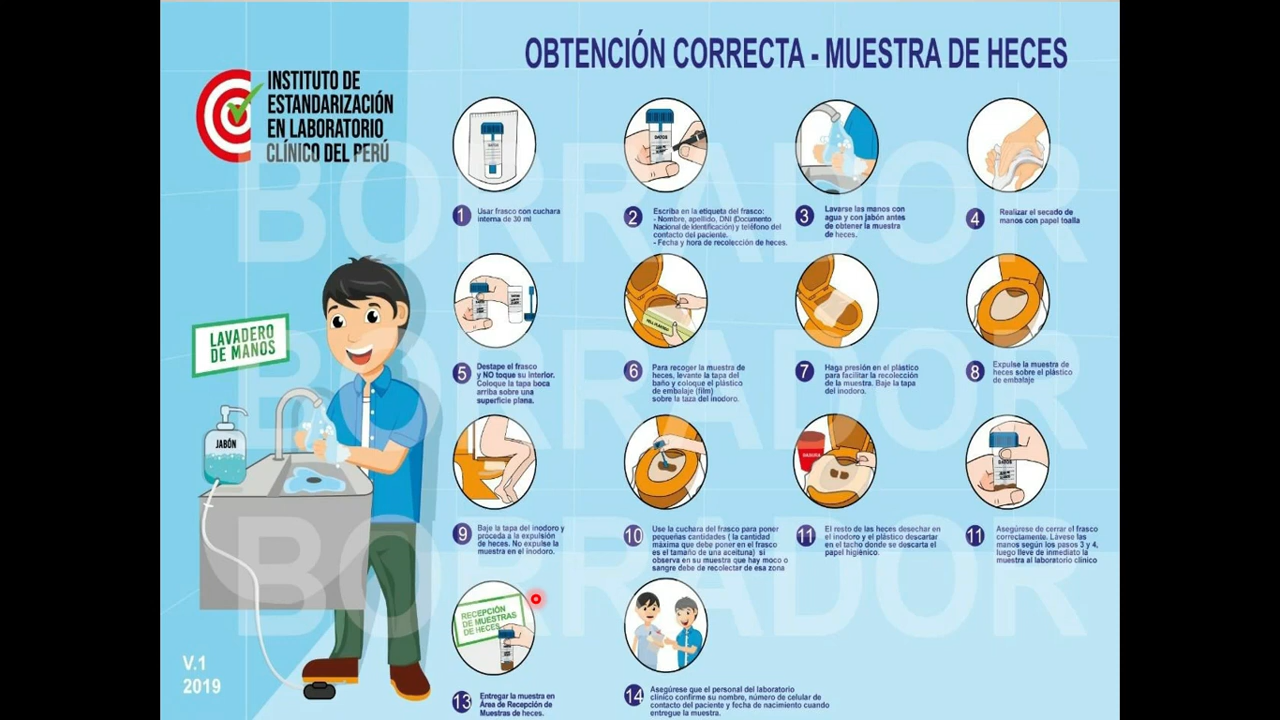 OBTENCIÓN CORRECTA - MUESTRA DE HECES
INSTITUTO DE
ESTANDARIZACIÓN
EN LABORATORIO
CLÍNICO DEL PERÚ
BORRADOR
BORRADOR
BORRADOR
LAVADERO
DE MANOS
JABÓN
V.1
2019
DATOS
1
Usar frasco con cuchara
interna de 30 ml
DATOS
2
Escriba en la etiqueta del frasco:
- Nombre, apellido, DNI (Documento
Nacional de Identificación) y teléfono del
contacto del paciente.
- Fecha y hora de recolección de heces.
3
Lavarse las manos con
agua y con jabón antes
de obtener la muestra
de heces.
4
Realizar el secado de
manos con papel toalla
5
Destape el frasco
y NO toque su interior.
Coloque la tapa boca
arriba sobre una
superficie plana.
6
Para recoger la muestra de
heces, levante la tapa del
baño y coloque el plástico
de embalaje (film)
sobre la taza del inodoro.
7
Haga presión en el plástico
para facilitar la recolección
de la muestra. Baje la tapa
del inodoro.
8
Expulse la muestra de
heces sobre el plástico
de embalaje
9
Baje la tapa del inodoro y
proceda a la expulsión
de heces. No expulse la
muestra en el inodoro.
10
Use la cuchara del frasco para poner
pequeñas cantidades ( la cantidad
máxima que debe poner en el frasco
es el tamaño de una aceituna) si
observa en su muestra que hay moco o
sangre debe de recolectar de esa zona
BASURA
11
El resto de las heces desechar en
el inodoro y el plástico descartar
en el tacho donde se descarta el
papel higiénico.
DATOS
11
Asegúrese de cerrar el frasco
correctamente. Lávese las
manos según los pasos 3 y 4,
luego lleve de inmediato la
muestra al laboratorio clínico
RECEPCIÓN
DE MUESTRAS
DE HECES
13
Entregar la muestra en
Área de Recepción de
Muestras de heces.
14
Asegúrese que el personal del laboratorio
clínico confirme su nombre, número de celular de
contacto del paciente y fecha de nacimiento cuando
entregue la muestra.